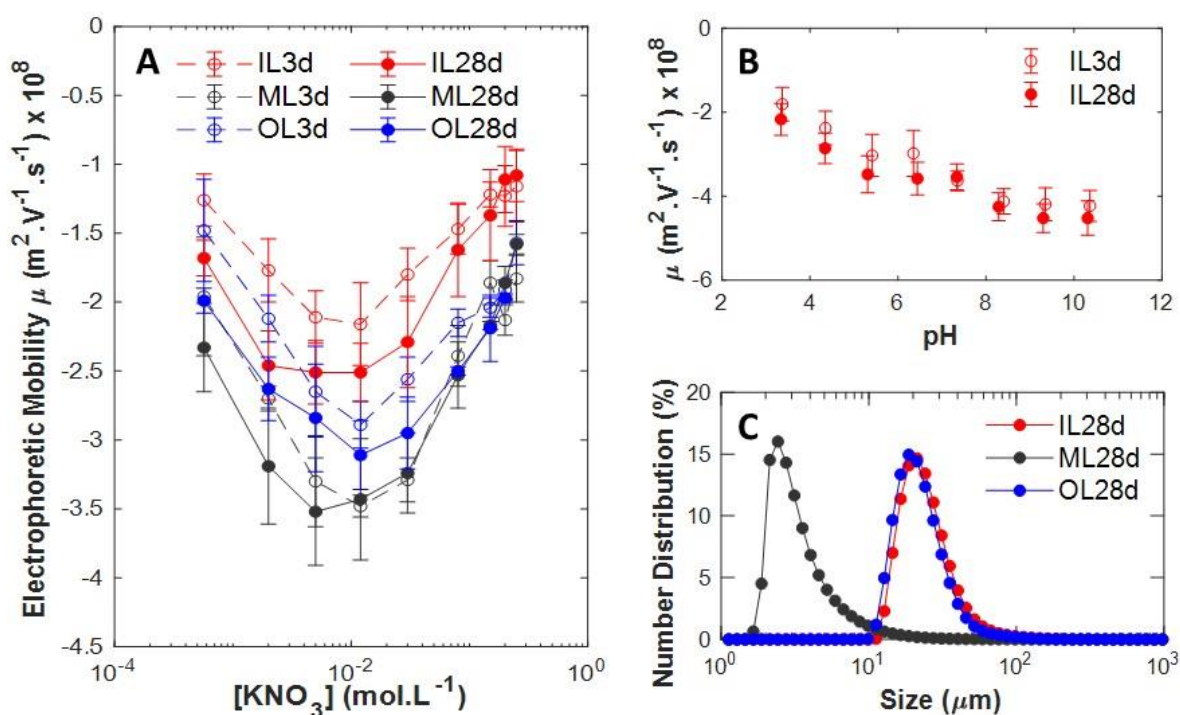 A
IL3d
IL28d
ML3d
ML28d
OL3d
OL28d
0
-0.5
-1
-1.5
-2
-2.5
-3
-3.5
-4
-4.5
Electrophoretic Mobility μ (m².V⁻¹.s⁻¹) x 10⁸
10⁻⁴
10⁻²
10⁰
[KNO₃] (mol.L⁻¹)
B
IL3d
IL28d
0
-2
-4
-6
μ (m².V⁻¹.s⁻¹) x 10⁸
2
4
6
8
10
12
pH
C
IL28d
ML28d
OL28d
20
15
10
5
0
Number Distribution (%)
10⁰
10¹
10²
10³
Size (μm)